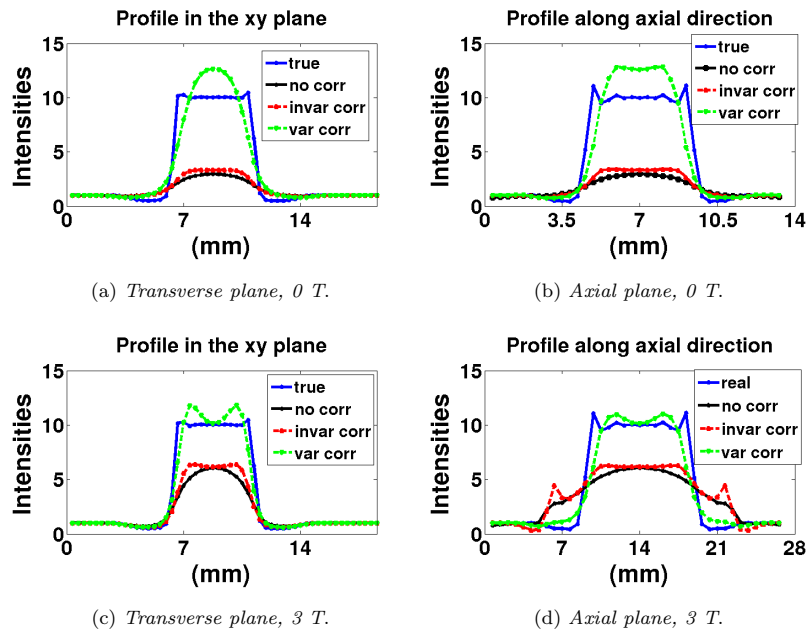 Profile in the xy plane
Intensities
15
10
5
0
0
7
14
(mm)
true
no corr
invar corr
var corr
(a) Transverse plane, 0 T.
Profile along axial direction
Intensities
15
10
5
0
0
3.5
7
10.5
14
(mm)
true
no corr
invar corr
var corr
(b) Axial plane, 0 T.
Profile in the xy plane
Intensities
15
10
5
0
0
7
14
(mm)
true
no corr
invar corr
var corr
(c) Transverse plane, 3 T.
Profile along axial direction
Intensities
15
10
5
0
0
7
14
21
28
(mm)
real
no corr
invar corr
var corr
(d) Axial plane, 3 T.